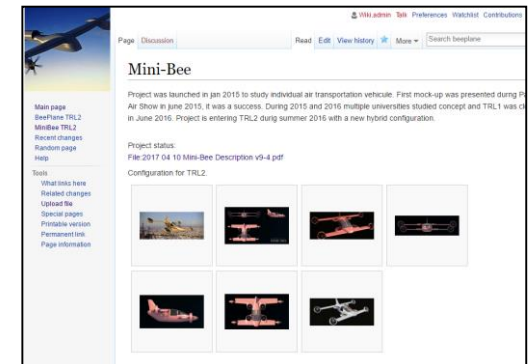 Wiki.admin Talk Preferences Watchlist Contributions
Page Discussion Read Edit View history More Search beeplane
Mini-Bee
Project was launched in jan 2015 to study individual air transportation vehicule. First mock-up was presented durng
Air Show in june 2015, it was a success. During 2015 and 2016 multiple universities studied concept and TRL1 was
in June 2016. Project is entering TRL2 durig summer 2016 with a new hybrid configuration.
Project status:
File:2017 04 10 Mini-Bee Description v9-4.pdf
Configuration for TRL2.
Main page
BeePlane TRL2
MiniBee TRL2
Recent changes
Random page
Help
Tools
What links here
Related changes
Upload file
Special pages
Printable version
Permanent link
Page information